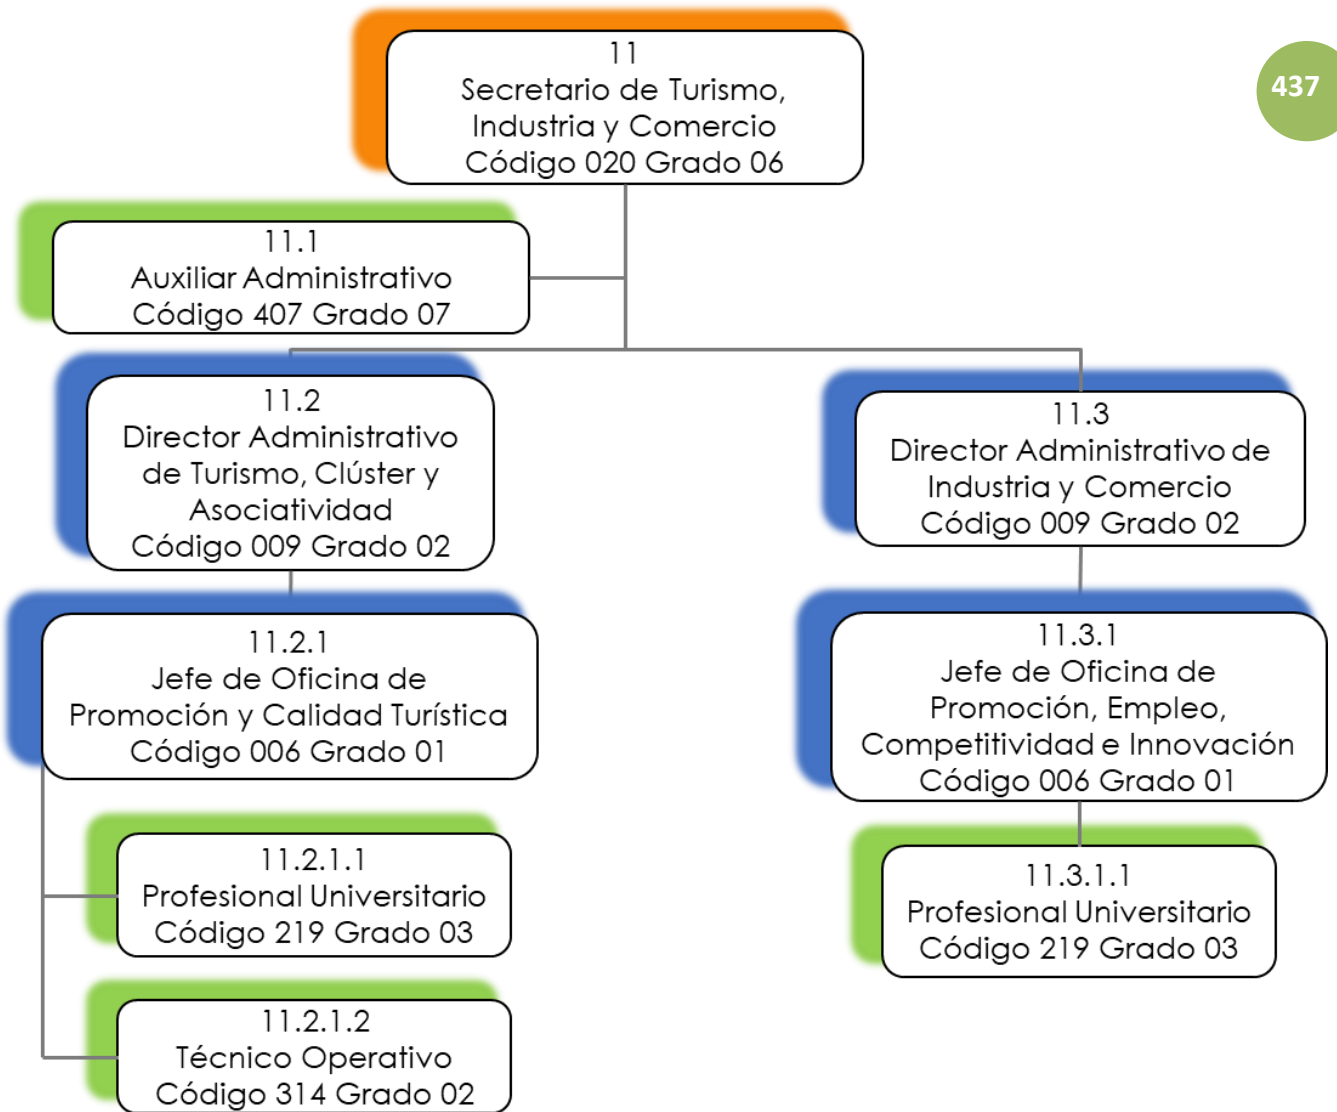 11
Secretario de Turismo,
Industria y Comercio
Código 020 Grado 06
437
11.1
Auxiliar Administrativo
Código 407 Grado 07
11.2
Director Administrativo
de Turismo, Clúster y
Asociatividad
Código 009 Grado 02
11.3
Director Administrativo de
Industria y Comercio
Código 009 Grado 02
11.2.1
Jefe de Oficina de
Promoción y Calidad Turística
Código 006 Grado 01
11.3.1
Jefe de Oficina de
Promoción, Empleo,
Competitividad e Innovación
Código 006 Grado 01
11.2.1.1
Profesional Universitario
Código 219 Grado 03
11.3.1.1
Profesional Universitario
Código 219 Grado 03
11.2.1.2
Técnico Operativo
Código 314 Grado 02